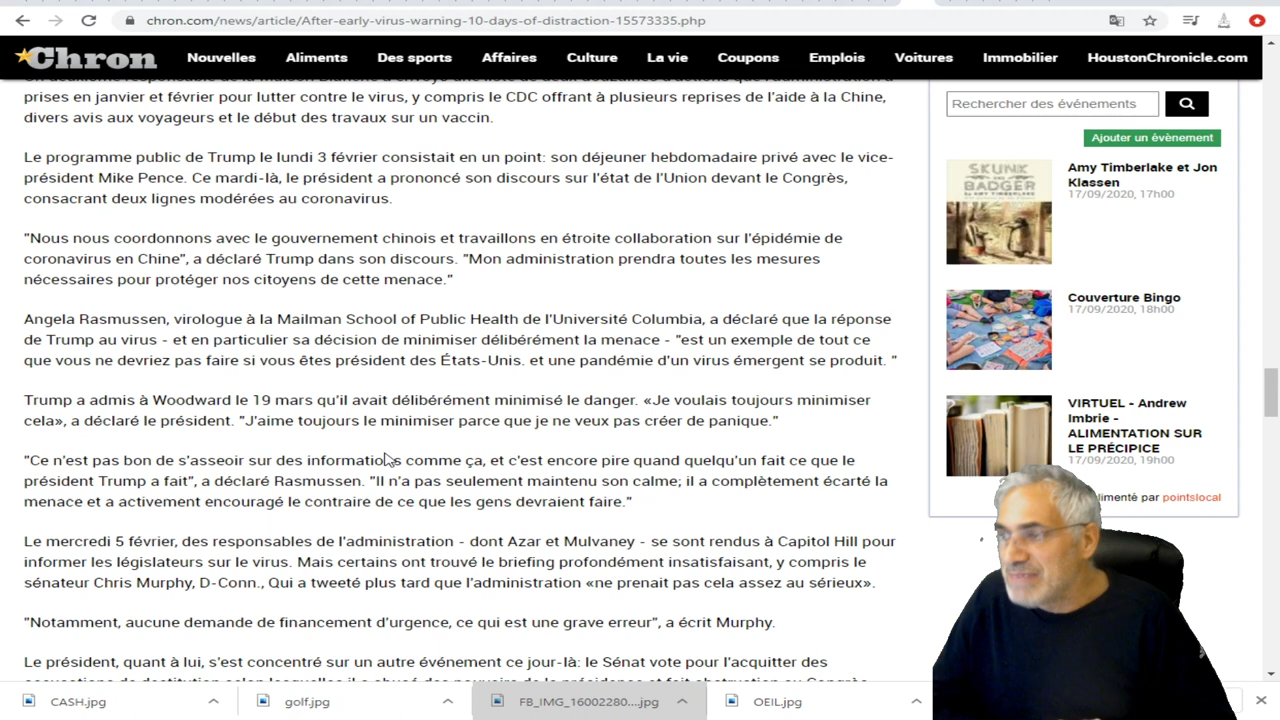 chron.com/news/article/After-early-virus-warning-10-days-of-distraction-15573335.php
Chron
Nouvelles
Aliments
Des sports
Affaires
Culture
La vie
Coupons
Emplois
Voitures
Immobilier
HoustonChronicle.com
prises en janvier et février pour lutter contre le virus, y compris le CDC offrant à plusieurs reprises de l'aide à la Chine,
divers avis aux voyageurs et le début des travaux sur un vaccin.
Le programme public de Trump le lundi 3 février consistait en un point: son déjeuner hebdomadaire privé avec le vice-
président Mike Pence. Ce mardi-là, le président a prononcé son discours sur l'état de l'Union devant le Congrès,
consacrant deux lignes modérées au coronavirus.
"Nous nous coordonnons avec le gouvernement chinois et travaillons en étroite collaboration sur l'épidémie de
coronavirus en Chine", a déclaré Trump dans son discours. "Mon administration prendra toutes les mesures
nécessaires pour protéger nos citoyens de cette menace."
Angela Rasmussen, virologue à la Ma School of Public Health de l'Université Columbia, a déclaré que la réponse
de Trump au virus - et en particulier sa décision de minimiser délibérément la menace - "est un exemple de tout ce
que vous ne devriez pas faire si vous êtes président des États-Unis. et une pandémie d'un virus émergent se produit. "
Trump a admis à Woodward le 19 mars qu'il avait délibérément minimisé le danger. «Je voulais toujours minimiser
cela», a déclaré le président. "J'aime toujours le minimiser parce que je ne veux pas créer de panique."
"Ce n'est pas bon de s'asseoir sur des informations comme ça, et c'est encore pire quand quelqu'un fait ce que le
président Trump a fait", a déclaré Rasmussen. "Il n'a pas seulement maintenu son calme; il a complètement écarté la
menace et a activement encouragé le contraire de ce que les gens devraient faire."
Le mercredi 5 février, des responsables de l'administration - dont Azar et Mulvaney - se sont rendus à Capitol Hill pour
informer les législateurs sur le virus. Mais certains ont trouvé le briefing profondément insatisfaisant, y compris le
sénateur Chris Murphy, D-Conn., Qui a tweeté plus tard que l'administration «ne prenait pas cela assez au sérieux».
"Notamment, aucune demande de financement d'urgence, ce qui est une grave erreur", a écrit Murphy.
Le président, quant à lui, s'est concentré sur un autre événement ce jour-là: le Sénat vote pour l'acquitter des
Rechercher des événements
Ajouter un évènement
SKUNK
AND
BADGER
BY AMY TIMBERLAKE
Amy Timberlake et Jon
Klassen
17/09/2020, 17h00
Couverture Bingo
17/09/2020, 18h00
VIRTUEL - Andrew
Imbrie -
ALIMENTATION SUR
LE PRÉCIPICE
17/09/2020, 19h00
alimenté par pointslocal
CASH.jpg
golf.jpg
FB_IMG_16002280....jpg
OEIL.jpg